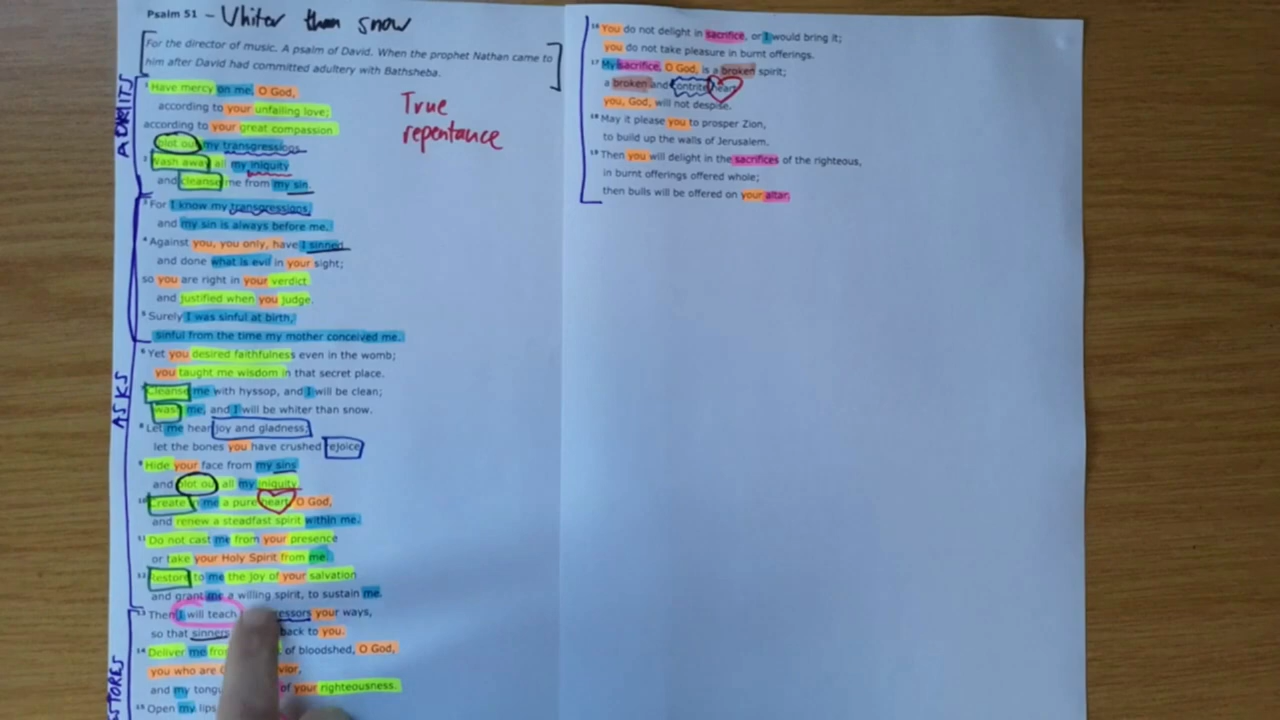 Psalm 51 ~ Whiter than snow
For the director of music. A psalm of David. When the prophet Nathan came to
him after David had committed adultery with Bathsheba.
ADMITS
True
repentance
1 Have mercy on me, O God,
according to your unfailing love;
according to your great compassion
blot out my transgressions.
2 Wash away all my iniquity
and cleanse me from my sin.
3 For I know my transgressions,
and my sin is always before me.
4 Against you, you only, have I sinned
and done what is evil in your sight;
so you are right in your verdict
and justified when you judge.
5 Surely I was sinful at birth,
sinful from the time my mother conceived me.
ASKS
6 Yet you desired faithfulness even in the womb;
you taught me wisdom in that secret place.
Cleanse me with hyssop, and I will be clean;
wash me, and I will be whiter than snow.
8 Let me hear joy and gladness;
let the bones you have crushed rejoice
9 Hide your face from my sins
and blot out all my iniquity.
10 Create in me a pure heart, O God,
and renew a steadfast spirit within me.
11 Do not cast me from your presence
or take your Holy Spirit from me.
12 Restore to me the joy of your salvation
and grant me a willing spirit, to sustain me.
13 Then I will teach your ways,
so that sinners back to you.
14 Deliver me of bloodshed, O God,
you who are
and my of your righteousness.
15 Open my lips
16 You do not delight in sacrifice, or I would bring it;
you do not take pleasure in burnt offerings.
17 My sacrifice, O God, is a broken spirit;
a broken and contrite heart
you, God, will not despise.
18 May it please you to prosper Zion,
to build up the walls of Jerusalem.
19 Then you will delight in the sacrifices of the righteous,
in burnt offerings offered whole;
then bulls will be offered on your altar.